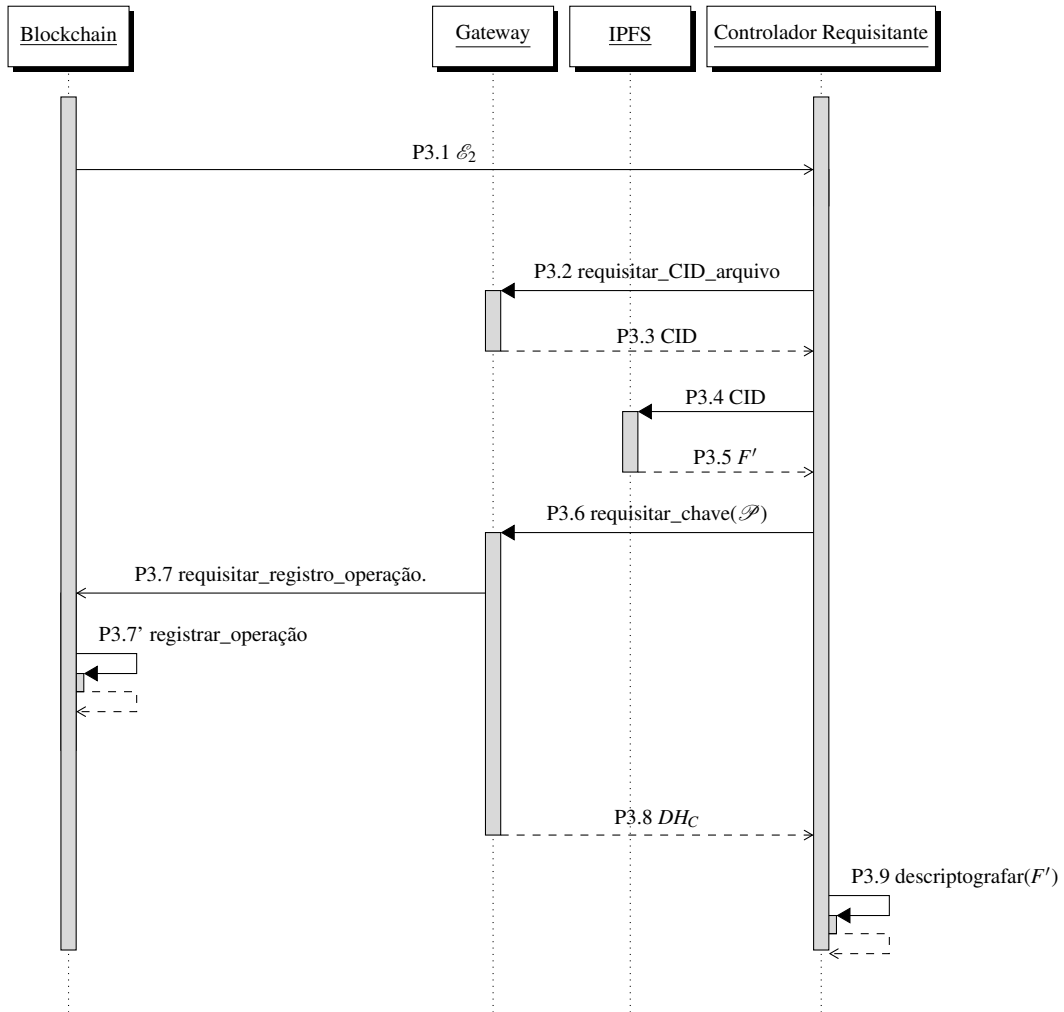 Blockchain
Gateway
IPFS
Controlador Requisitante
P3.1 ℰ₂
P3.2 requisitar_CID_arquivo
P3.3 CID
P3.4 CID
P3.5 F′
P3.6 requisitar_chave(𝒫)
P3.7 requisitar_registro_operação.
P3.7’ registrar_operação
P3.8 DH_C
P3.9 descriptografar(F′)